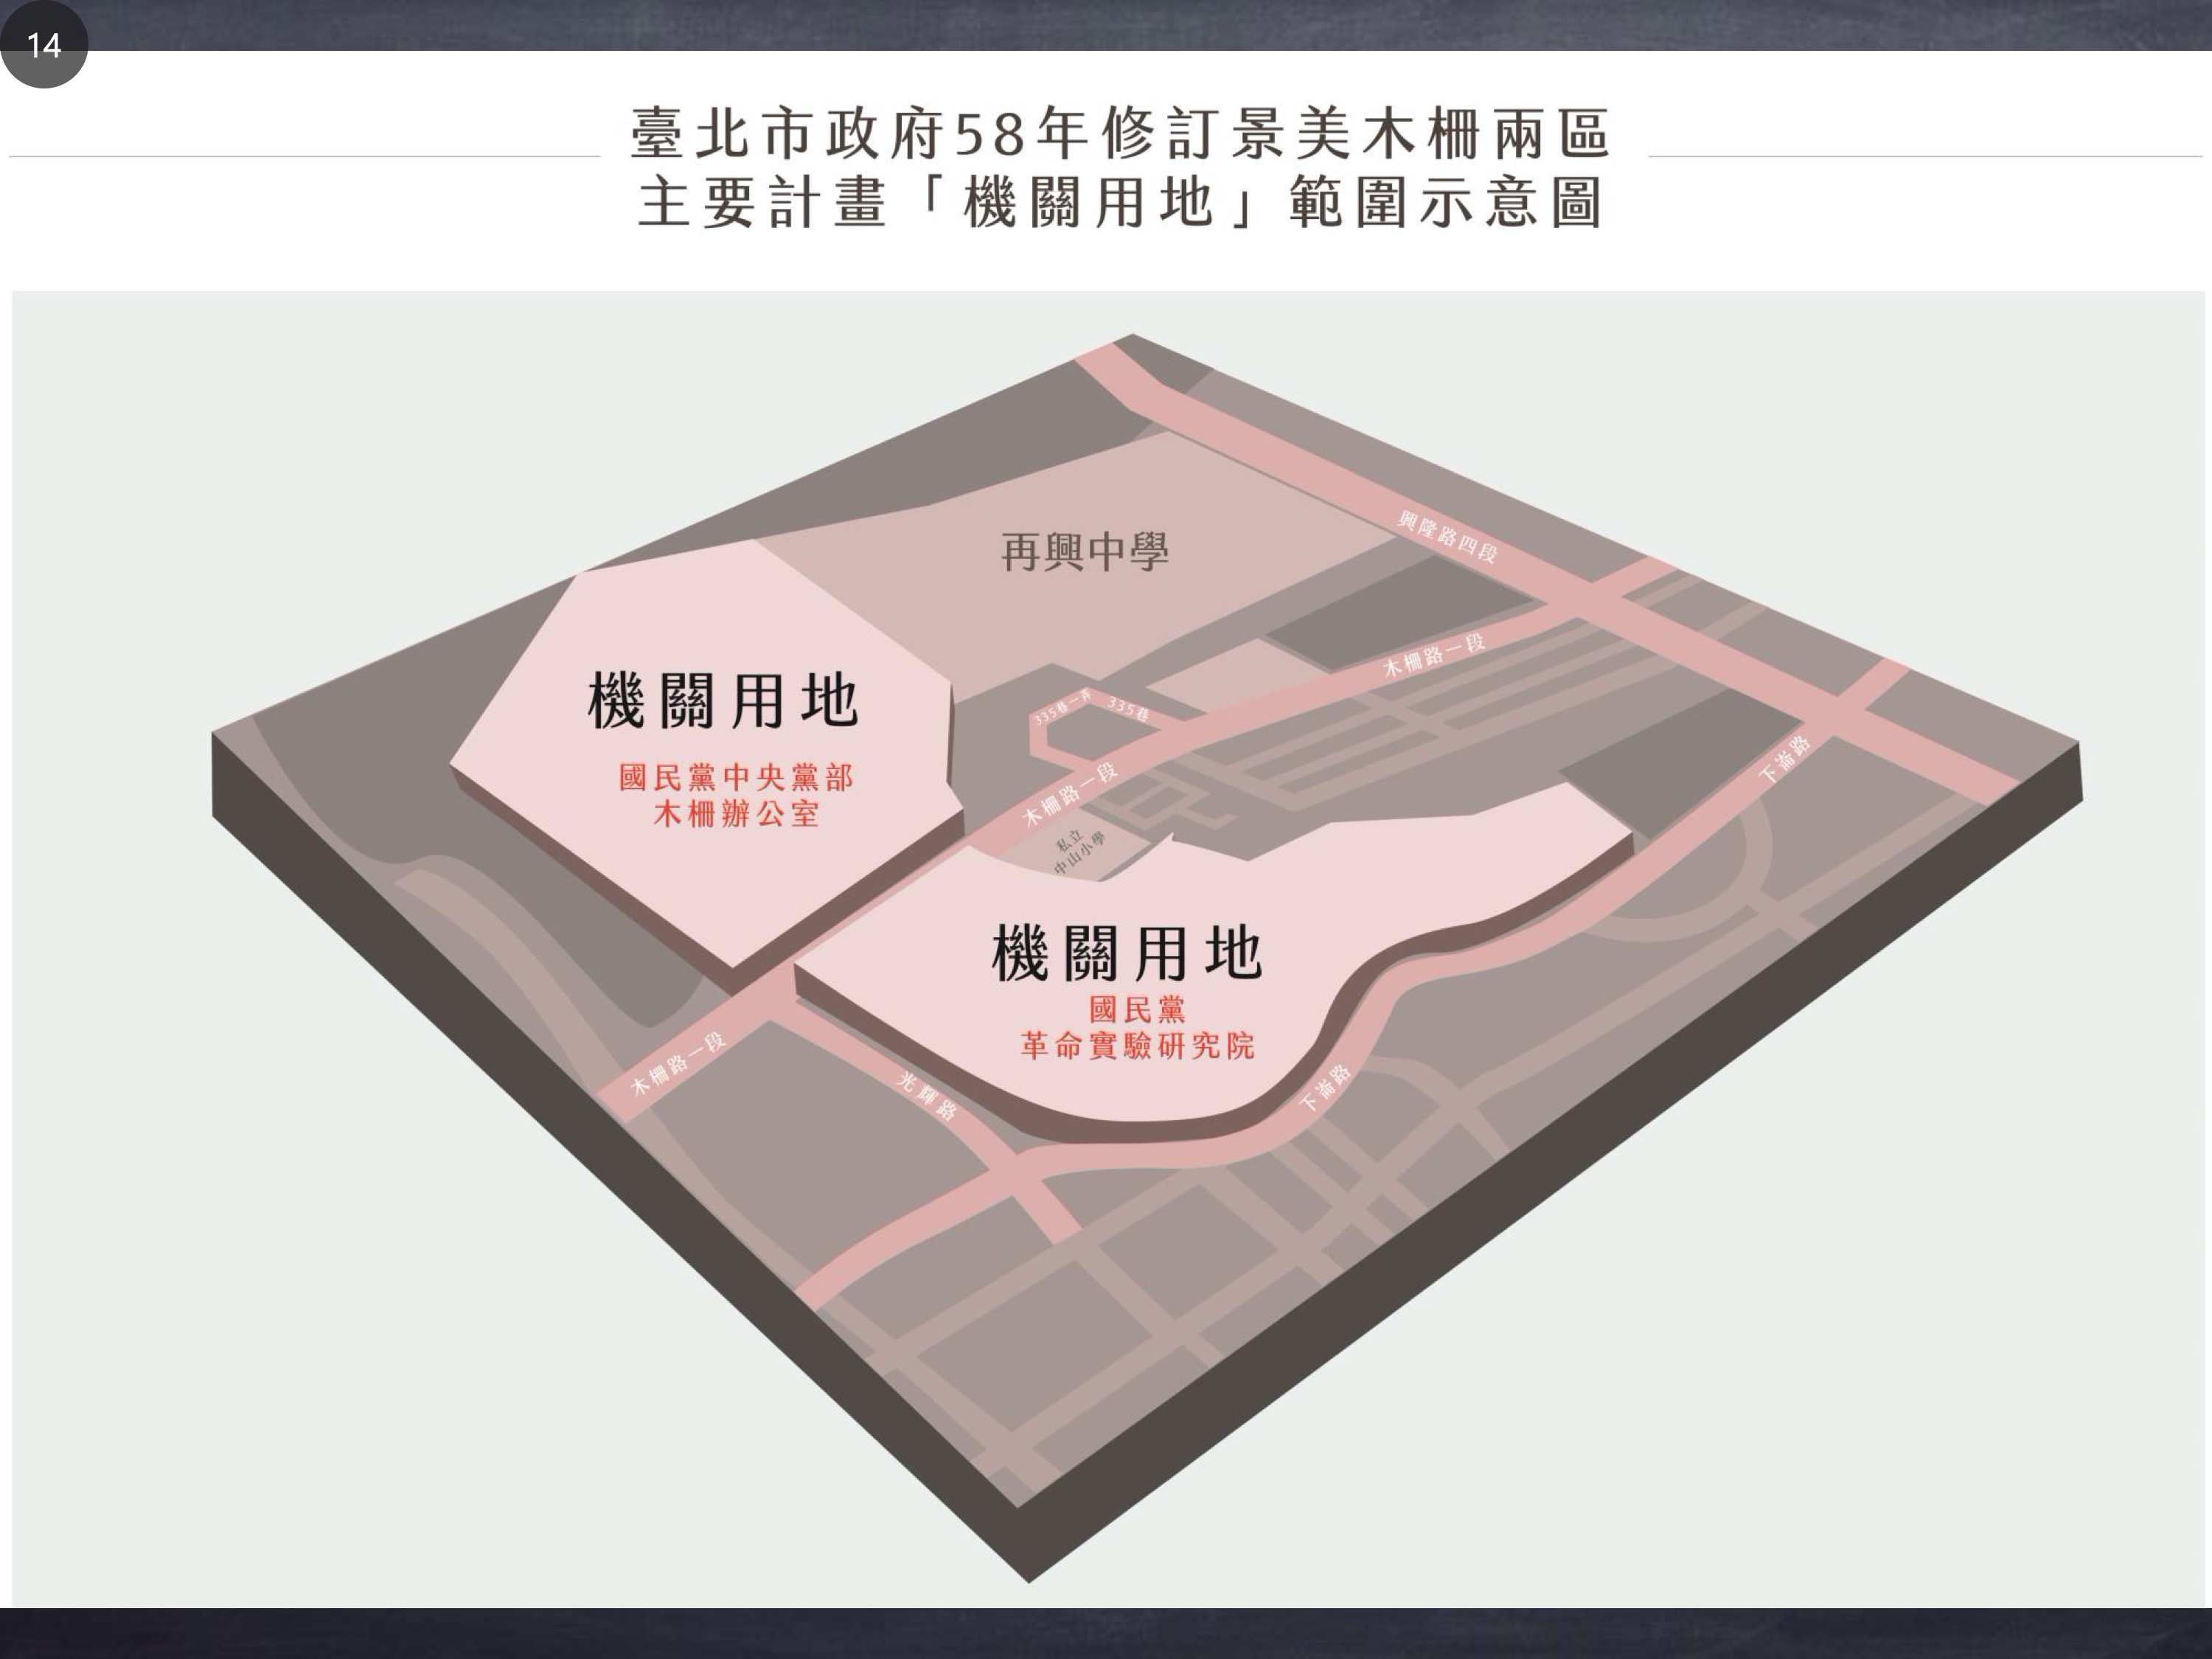 14
臺北市政府58年修訂景美木柵兩區
主要計畫「機關用地」範圍示意圖
再興中學
興隆路四段
木柵路一段
機關用地
國民黨中央黨部
木柵辦公室
335巷一弄
335巷
木柵路一段
下崙路
私立
中山小學
機關用地
國民黨
革命實驗研究院
木柵路一段
光輝路
下崙路